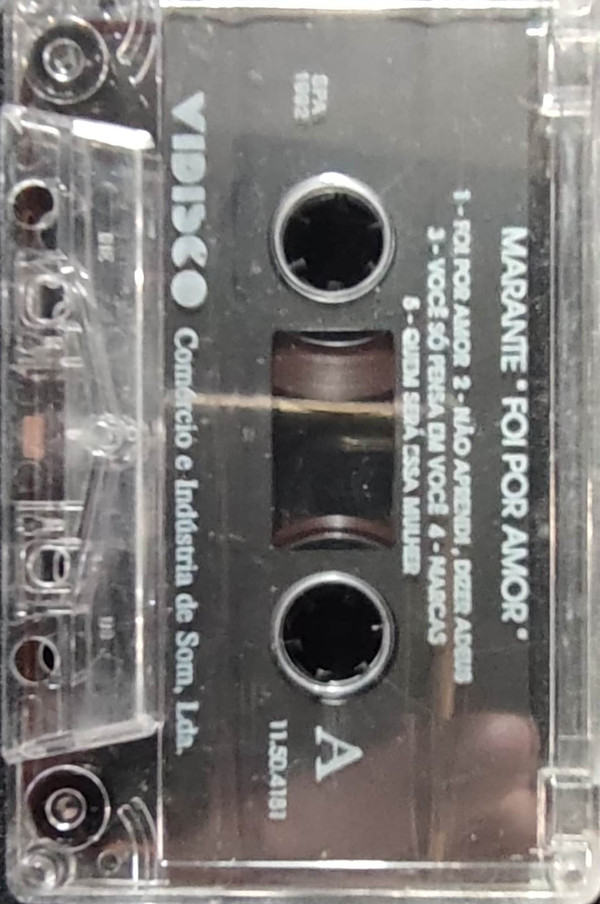 MARANTE "FOI POR AMOR"
1 - FOI POR AMOR 2 - NÃO APRENDI, DIZER ADEUS
3 - VOCÊ SÓ PENSA EM VOCÊ 4 - MARCAS
5 - QUEM SERÁ ESSA MULHER
SPA
1992
A
11.50.4181
VIDISCO Comércio e Indústria de Som, Lda.